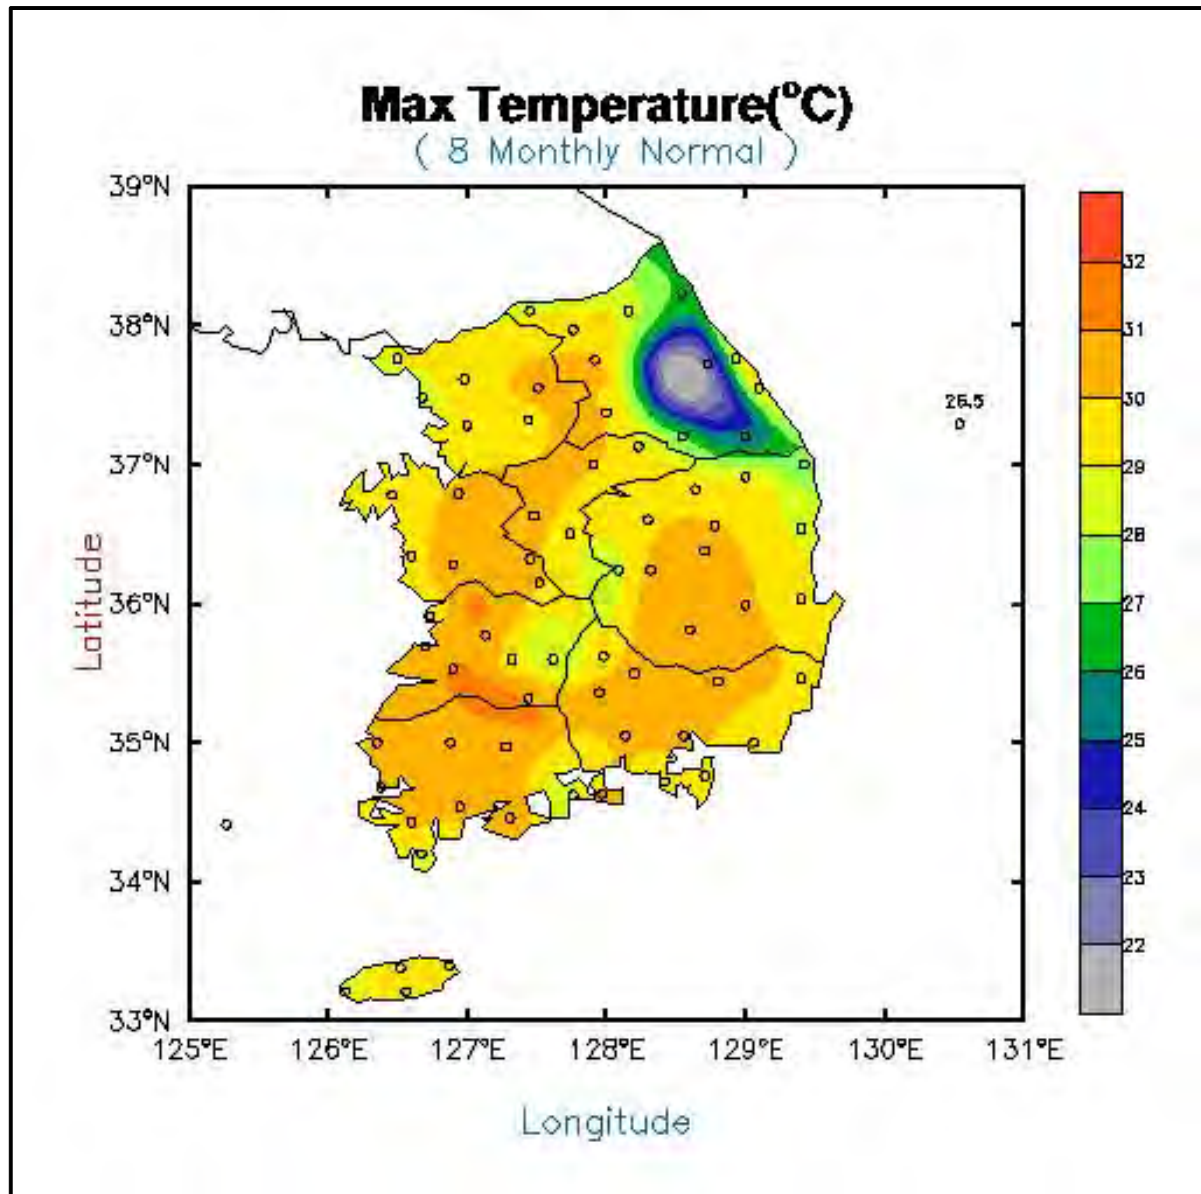 Max Temperature(°C)
( 8 Monthly Normal )
39°N
38°N
37°N
36°N
35°N
34°N
33°N
125°E 126°E 127°E 128°E 129°E 130°E 131°E
Latitude
Longitude
26.5
32
31
30
29
28
27
26
25
24
23
22